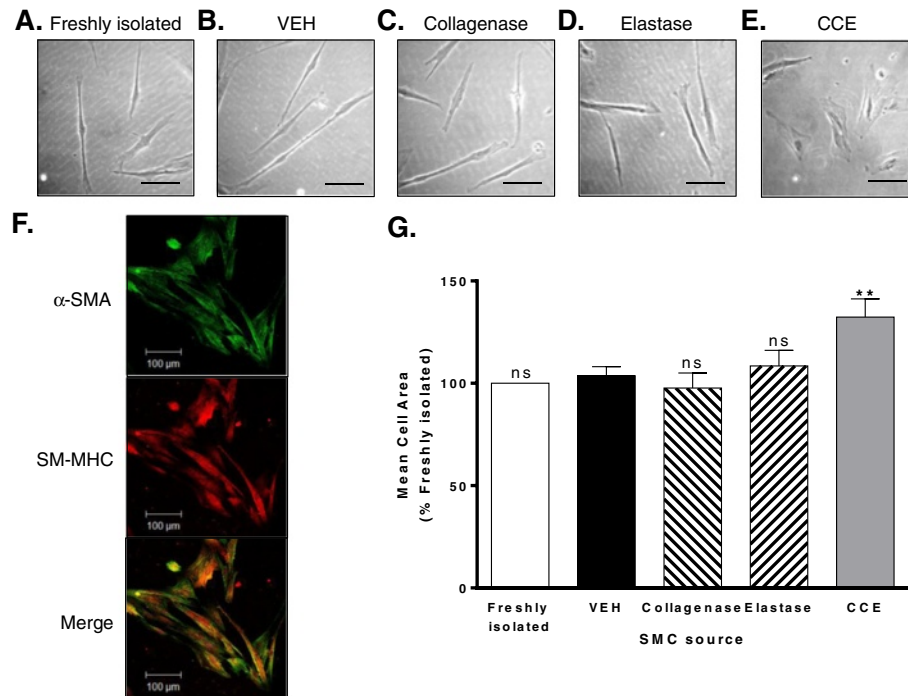 A. Freshly isolated
B. VEH
C. Collagenase
D. Elastase
E. CCE
F.
α-SMA
100 µm
SM-MHC
100 µm
Merge
100 µm
G.
Mean Cell Area
(% Freshly isolated)
150
100
50
0
ns
ns
ns
**
Freshly
isolated
VEH
Collagenase
Elastase
CCE
SMC source